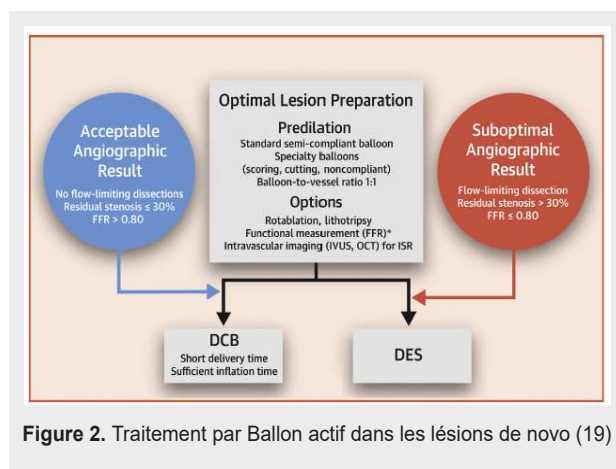 Acceptable
Angiographic
Result
No flow-limiting dissections
Residual stenosis ≤ 30%
FFR > 0.80
Optimal Lesion Preparation
Predilation
Standard semi-compliant balloon
Specialty balloons
(scoring, cutting, noncompliant)
Balloon-to-vessel ratio 1:1
Options
Rotablation, lithotripsy
Functional measurement (FFR)*
Intravascular imaging (IVUS, OCT) for ISR
Suboptimal
Angiographic
Result
Flow-limiting dissection
Residual stenosis > 30%
FFR ≤ 0.80
DCB
Short delivery time
Sufficient inflation time
DES
Figure 2. Traitement par Ballon actif dans les lésions de novo (19)